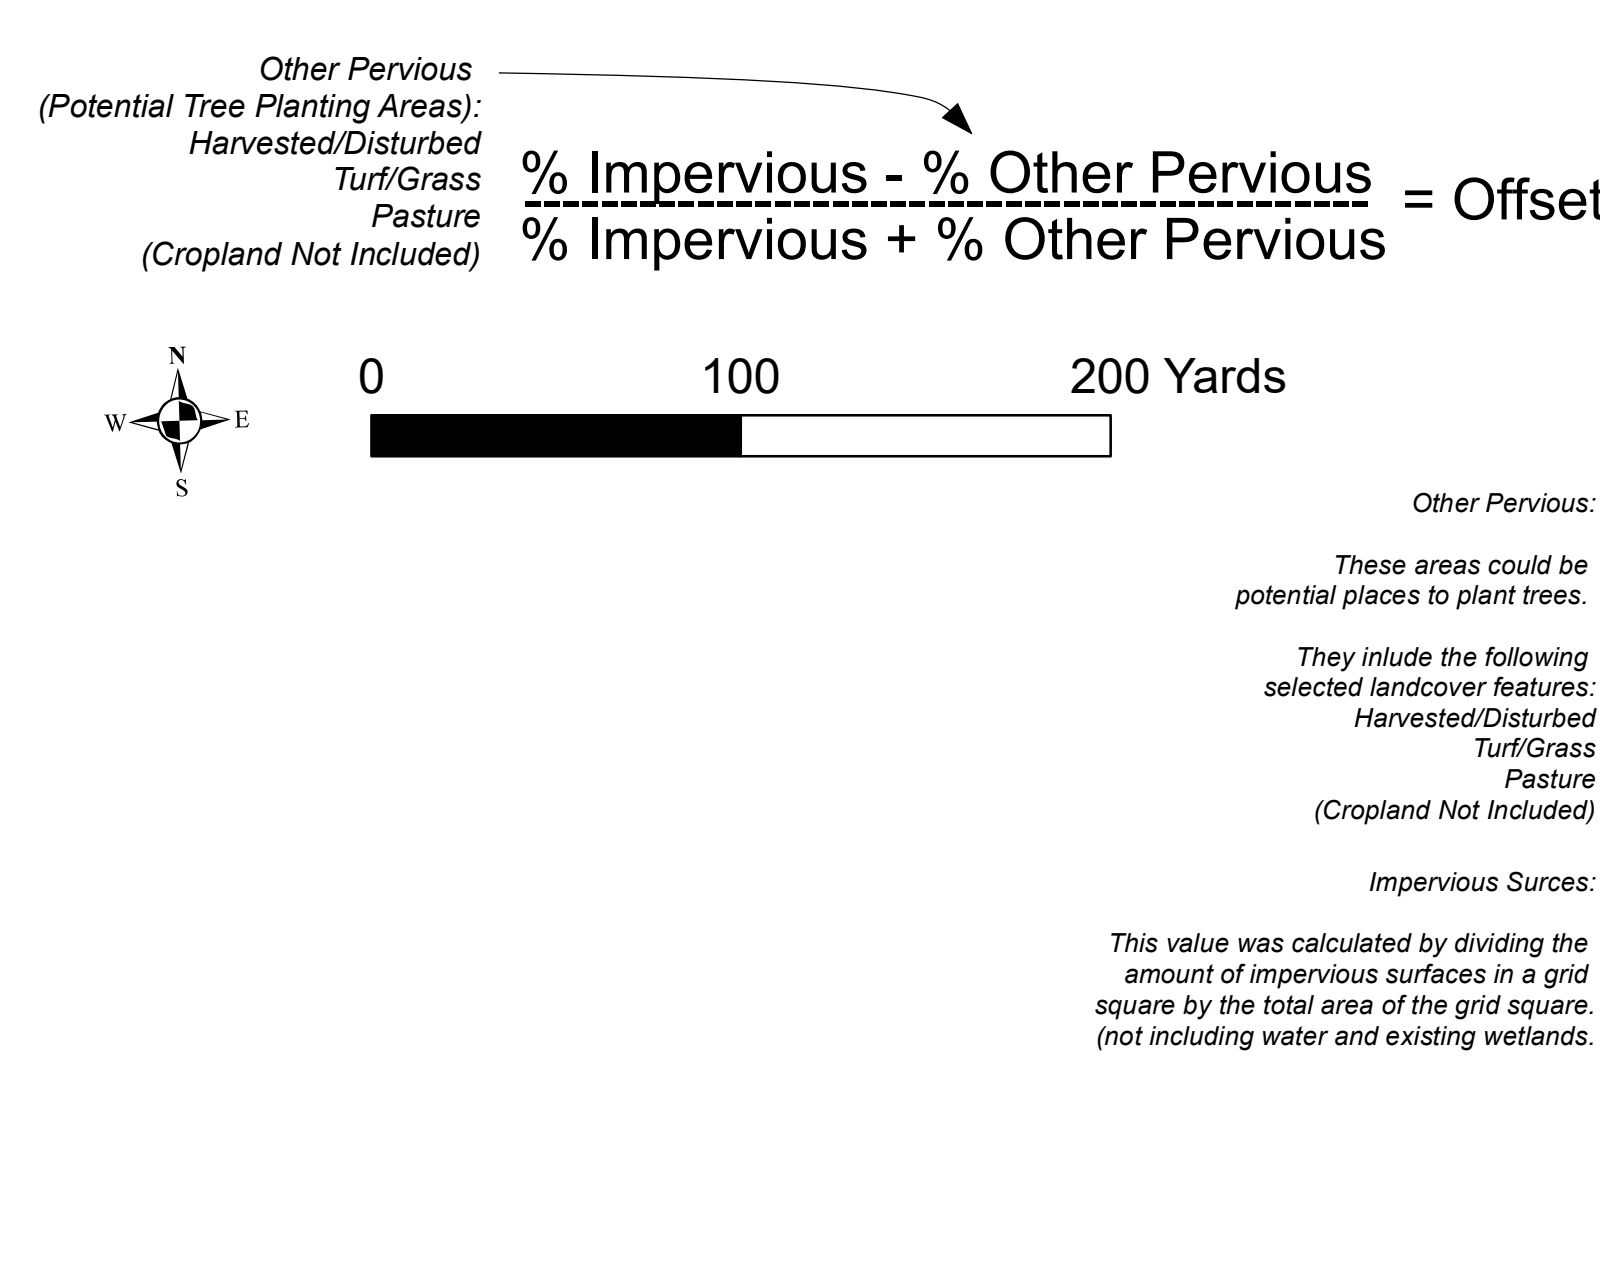 Other Pervious
(Potential Tree Planting Areas):
Harvested/Disturbed
Turf/Grass
Pasture
(Cropland Not Included)
% Impervious - % Other Pervious
% Impervious + % Other Pervious
= Offset
N
W
E
S
0 100 200 Yards
Other Pervious:
These areas could be
potential places to plant trees.
They inlude the following
selected landcover features:
Harvested/Disturbed
Turf/Grass
Pasture
(Cropland Not Included)
Impervious Surces:
This value was calculated by dividing the
amount of impervious surfaces in a grid
square by the total area of the grid square.
(not including water and existing wetlands.